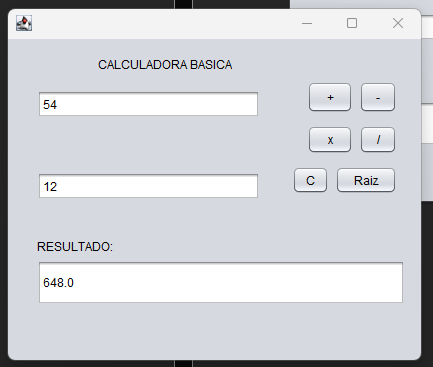 CALCULADORA BASICA
54
+ -
x /
12
C Raiz
RESULTADO:
648.0